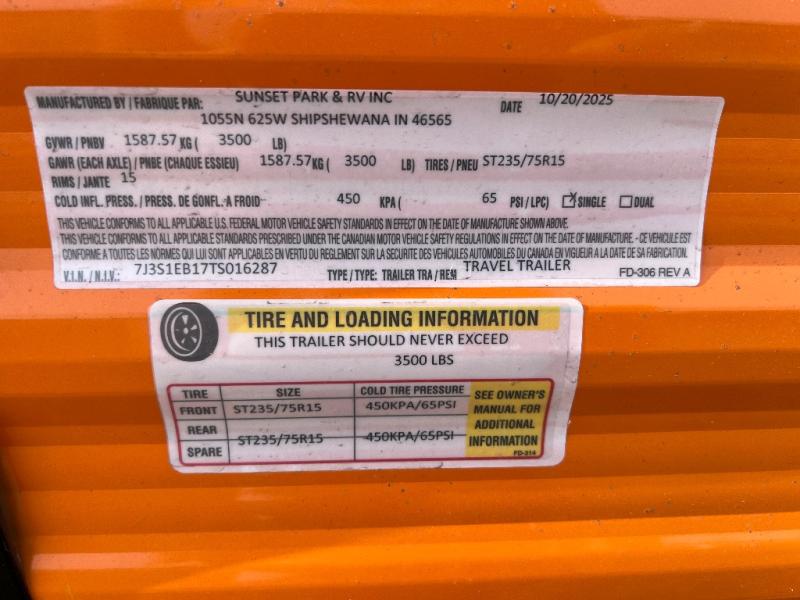 MANUFACTURED BY / FABRIQUE PAR: SUNSET PARK & RV INC DATE 10/20/2025
1055N 625W SHIPSHEWANA IN 46565
GVWR / PNBV 1587.57 KG ( 3500 LB)
GAWR (EACH AXLE) / PNBE (CHAQUE ESSIEU) 1587.57 KG ( 3500 LB) TIRES / PNEU ST235/75R15
RIMS / JANTE 15
COLD INFL. PRESS. / PRESS. DE GONFL. A FROID- 450 KPA ( 65 PSI / LPC) X SINGLE DUAL
THIS VEHICLE CONFORMS TO ALL APPLICABLE U.S. FEDERAL MOTOR VEHICLE SAFETY STANDARDS IN EFFECT ON THE DATE OF MANUFACTURE SHOWN ABOVE.
THIS VEHICLE CONFORMS TO ALL APPLICABLE STANDARDS PRESCRIBED UNDER THE CANADIAN MOTOR VEHICLE SAFETY REGULATIONS IN EFFECT ON THE DATE OF MANUFACTURE - CE VEHICULE EST
CONFORME A TOUTES LES NORMES QUI LUI SONT APPLICABLES EN VERTU DU REGLEMENT SUR LA SECURITE DES VEHICULES AUTOMOBILES DU CANADA EN VIGUEUR A LA DATE DE SA FABRICATION.
V.I.N. / N.I.V.: 7J3S1EB17TS016287 TYPE / TYPE: TRAILER TRA / REM TRAVEL TRAILER FD-306 REV A
TIRE AND LOADING INFORMATION
THIS TRAILER SHOULD NEVER EXCEED
3500 LBS
TIRE SIZE COLD TIRE PRESSURE
FRONT ST235/75R15 450KPA/65PSI
REAR
SPARE ST235/75R15 450KPA/65PSI
SEE OWNER'S
MANUAL FOR
ADDITIONAL
INFORMATION
FD-314